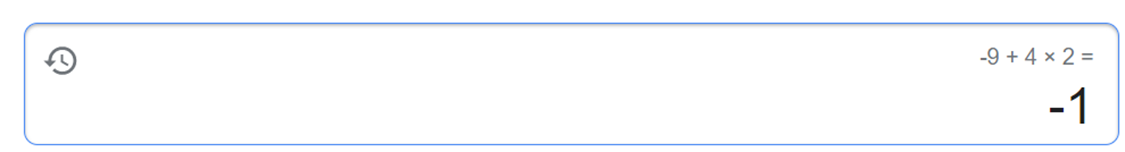 -9 + 4 × 2 =
-1